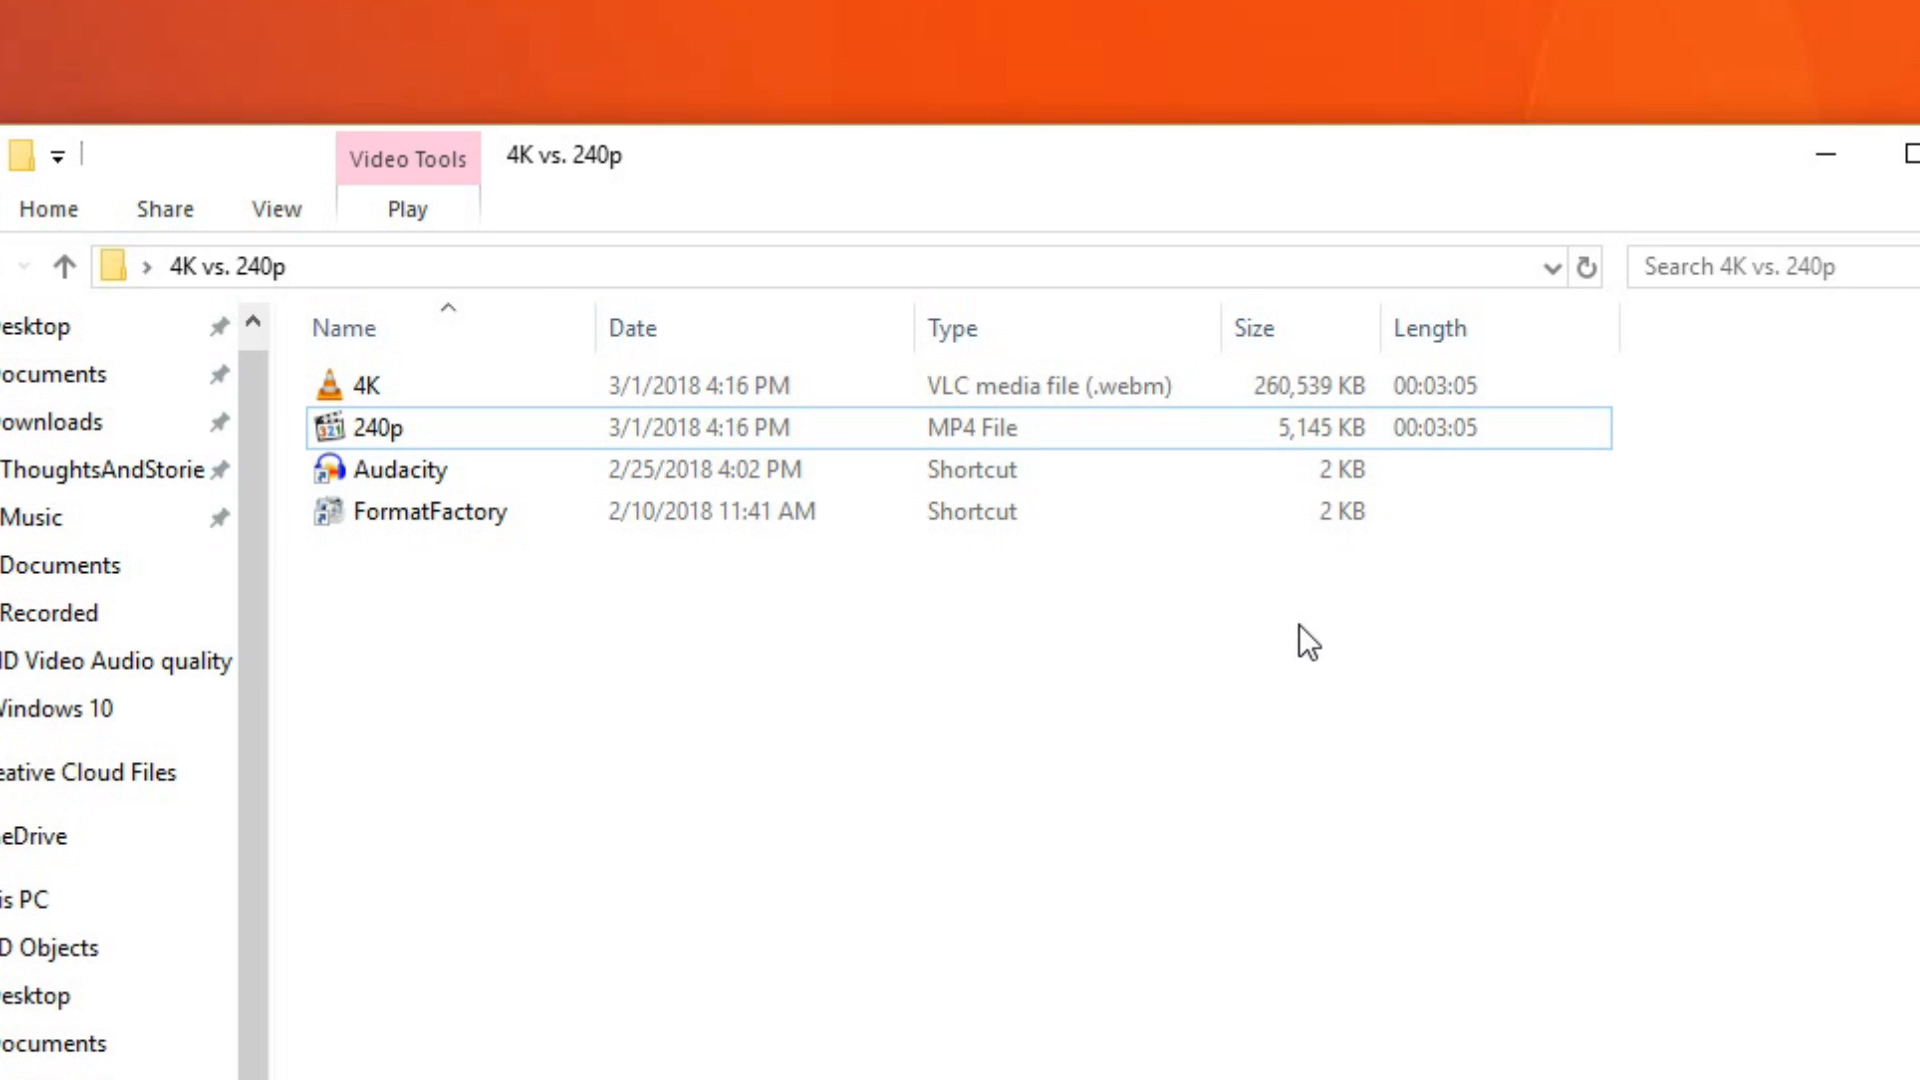 Video Tools
4K vs. 240p
Home
Share
View
Play
4K vs. 240p
Search 4K vs. 240p
esktop
ocuments
ownloads
ThoughtsAndStorie
Music
Documents
Recorded
D Video Audio quality
Windows 10
eative Cloud Files
eDrive
is PC
D Objects
esktop
ocuments
Name Date Type Size Length
4K 3/1/2018 4:16 PM VLC media file (.webm) 260,539 KB 00:03:05
240p 3/1/2018 4:16 PM MP4 File 5,145 KB 00:03:05
Audacity 2/25/2018 4:02 PM Shortcut 2 KB
FormatFactory 2/10/2018 11:41 AM Shortcut 2 KB